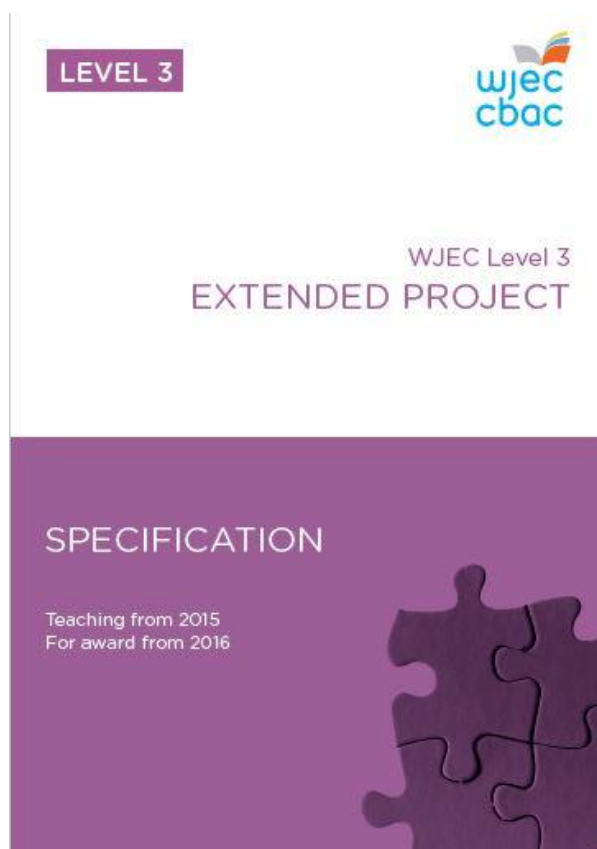 LEVEL 3
wjec
cbac
WJEC Level 3
EXTENDED PROJECT
SPECIFICATION
Teaching from 2015
For award from 2016